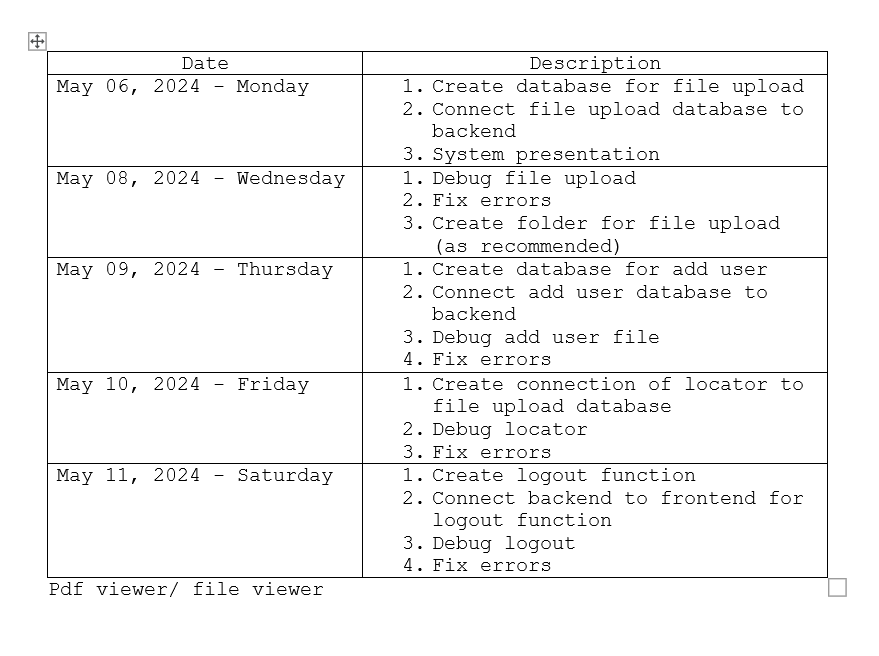 Date Description
May 06, 2024 – Monday 1. Create database for file upload
2. Connect file upload database to
backend
3. System presentation
May 08, 2024 – Wednesday 1. Debug file upload
2. Fix errors
3. Create folder for file upload
(as recommended)
May 09, 2024 – Thursday 1. Create database for add user
2. Connect add user database to
backend
3. Debug add user file
4. Fix errors
May 10, 2024 – Friday 1. Create connection of locator to
file upload database
2. Debug locator
3. Fix errors
May 11, 2024 – Saturday 1. Create logout function
2. Connect backend to frontend for
logout function
3. Debug logout
4. Fix errors
Pdf viewer/ file viewer